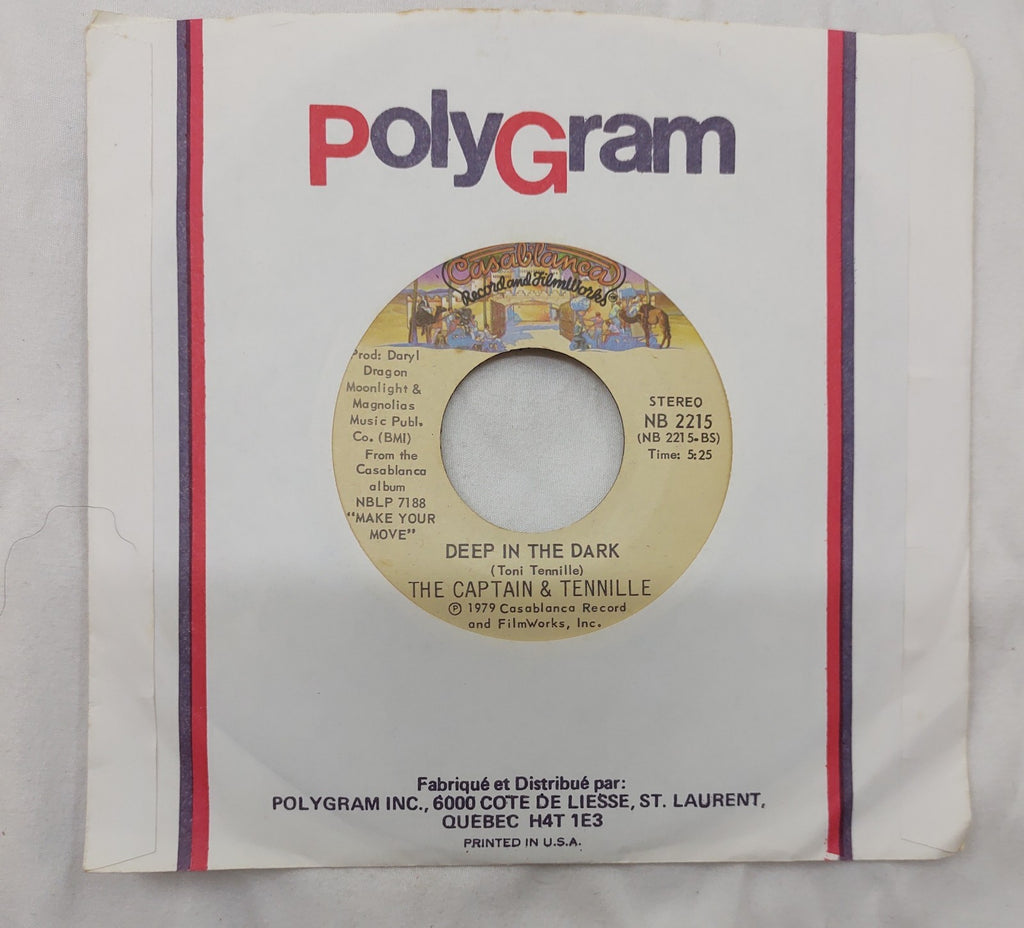 PolyGram
Casablanca
Record and FilmWorks
Prod: Daryl
Dragon
Moonlight &
Magnolias
Music Publ.
Co. (BMI)
From the
Casablanca
album
NBLP 7188
"MAKE YOUR
MOVE"
STEREO
NB 2215
(NB 2215-BS)
Time: 5:25
DEEP IN THE DARK
(Toni Tennille)
THE CAPTAIN & TENNILLE
℗ 1979 Casablanca Record
and FilmWorks, Inc.
Fabriqué et Distribué par:
POLYGRAM INC., 6000 COTE DE LIESSE, ST. LAURENT,
QUEBEC H4T 1E3
PRINTED IN U.S.A.